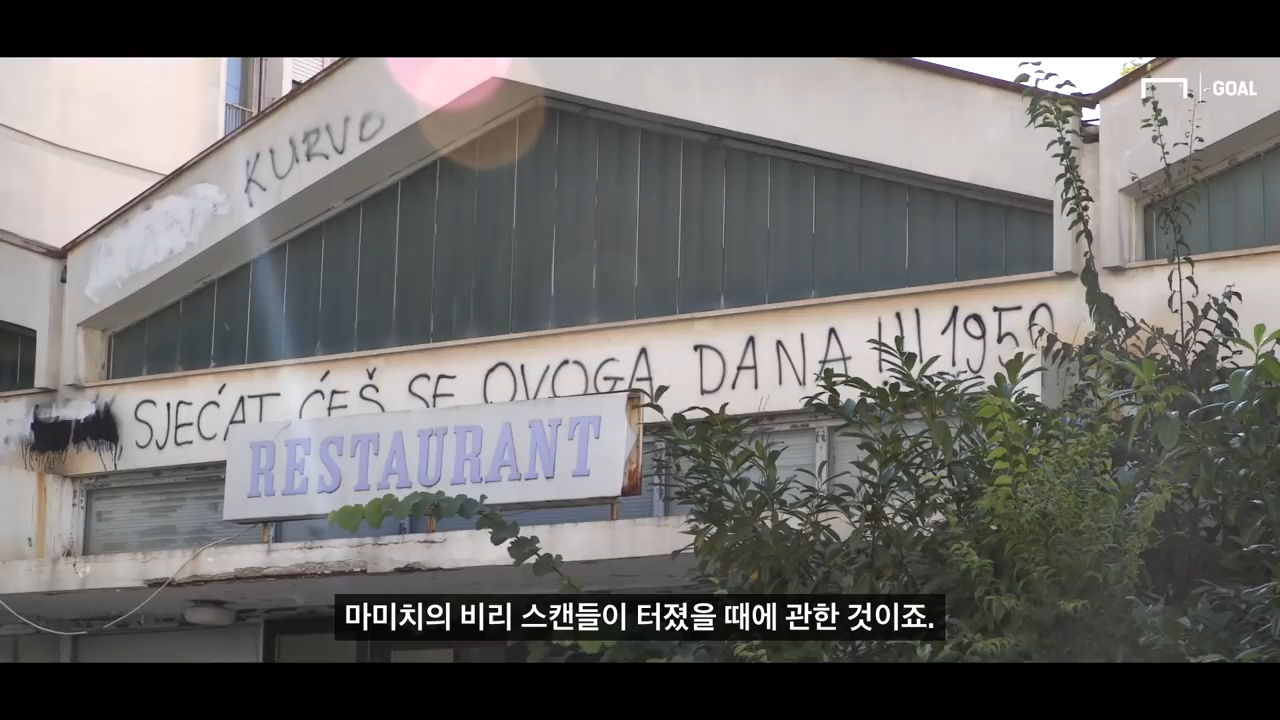 GOAL
KURVO
SJEĆAT ĆEŠ SE OVOGA DANA III 1950
RESTAURANT
마미치의 비리 스캔들이 터졌을 때에 관한 것이죠.